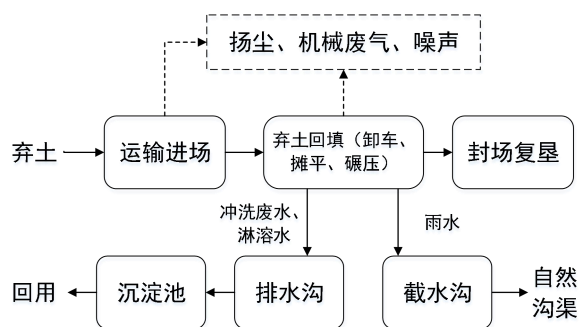 扬尘、机械废气、噪声
弃土
运输进场
弃土回填（卸车、
摊平、碾压）
封场复垦
冲洗废水、
淋溶水
雨水
回用
沉淀池
排水沟
截水沟
自然
沟渠